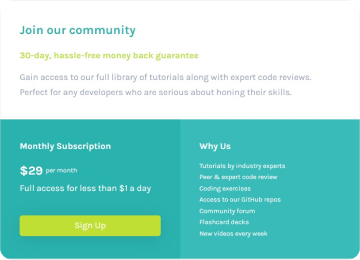 Join our community
30-day, hassle-free money back guarantee
Gain access to our full library of tutorials along with expert code reviews.
Perfect for any developers who are serious about honing their skills.
Monthly Subscription
$29 per month
Full access for less than $1 a day
Sign Up
Why Us
Tutorials by industry experts
Peer & expert code review
Coding exercises
Access to our GitHub repos
Community forum
Flashcard decks
New videos every week